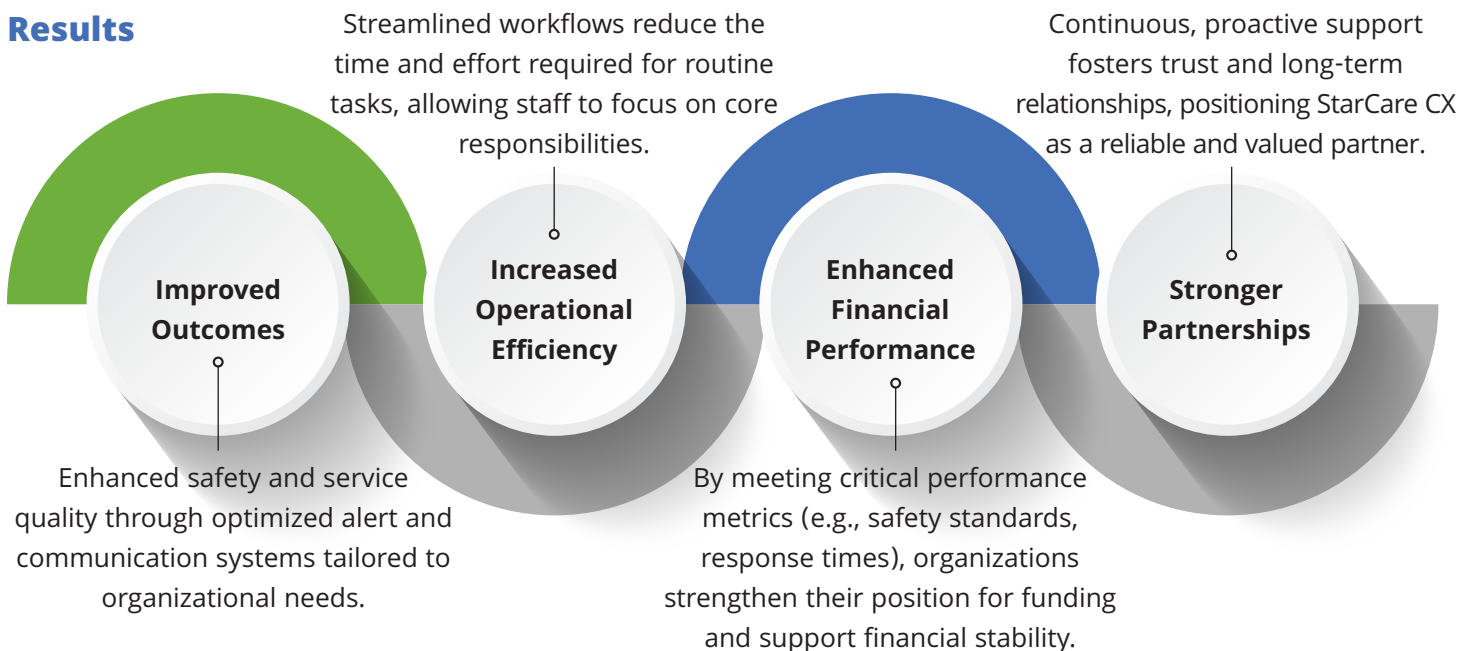 Results
Streamlined workflows reduce the
time and effort required for routine
tasks, allowing staff to focus on core
responsibilities.
Continuous, proactive support
fosters trust and long-term
relationships, positioning StarCare CX
as a reliable and valued partner.
Improved
Outcomes
Increased
Operational
Efficiency
Enhanced
Financial
Performance
Stronger
Partnerships
Enhanced safety and service
quality through optimized alert and
communication systems tailored to
organizational needs.
By meeting critical performance
metrics (e.g., safety standards,
response times), organizations
strengthen their position for funding
and support financial stability.